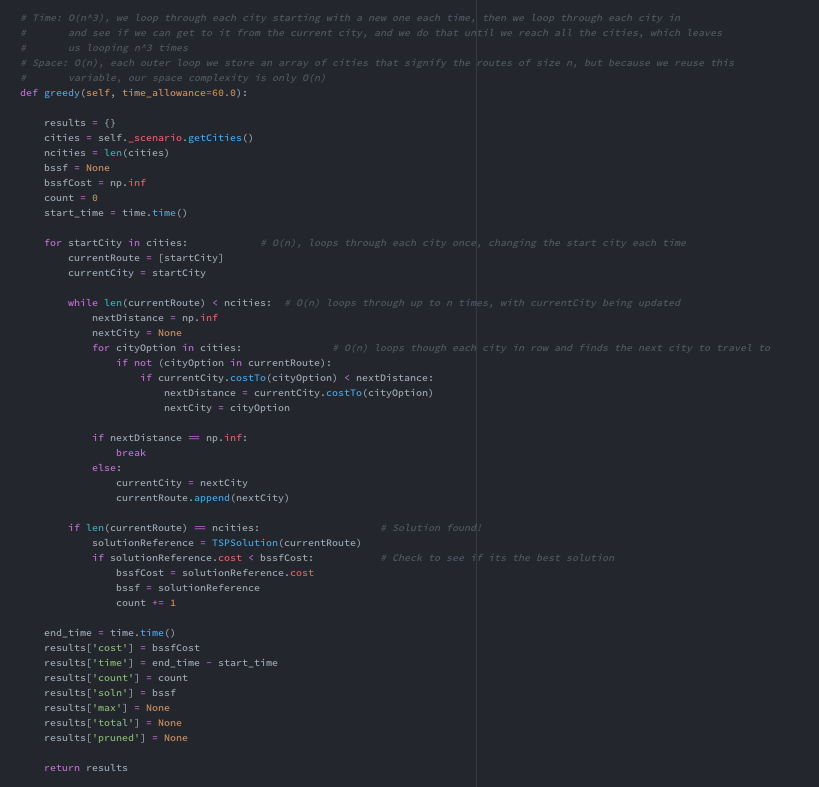 # Time: O(n^3), we loop through each city starting with a new one each time, then we loop through each city in
#       and see if we can get to it from the current city, and we do that until we reach all the cities, which leaves
#       us looping n^3 times
# Space: O(n), each outer loop we store an array of cities that signify the routes of size n, but because we reuse this
#       variable, our space complexity is only O(n)
def greedy(self, time_allowance=60.0):

    results = {}
    cities = self._scenario.getCities()
    ncities = len(cities)
    bssf = None
    bssfCost = np.inf
    count = 0
    start_time = time.time()

    for startCity in cities:            # O(n), loops through each city once, changing the start city each time
        currentRoute = [startCity]
        currentCity = startCity

        while len(currentRoute) < ncities:  # O(n) loops through up to n times, with currentCity being updated
            nextDistance = np.inf
            nextCity = None
            for cityOption in cities:               # O(n) loops though each city in row and finds the next city to travel to
                if not (cityOption in currentRoute):
                    if currentCity.costTo(cityOption) < nextDistance:
                        nextDistance = currentCity.costTo(cityOption)
                        nextCity = cityOption

            if nextDistance == np.inf:
                break
            else:
                currentCity = nextCity
                currentRoute.append(nextCity)

        if len(currentRoute) == ncities:                    # Solution found!
            solutionReference = TSPSolution(currentRoute)
            if solutionReference.cost < bssfCost:           # Check to see if its the best solution
                bssfCost = solutionReference.cost
                bssf = solutionReference
                count += 1

    end_time = time.time()
    results['cost'] = bssfCost
    results['time'] = end_time - start_time
    results['count'] = count
    results['soln'] = bssf
    results['max'] = None
    results['total'] = None
    results['pruned'] = None

    return results